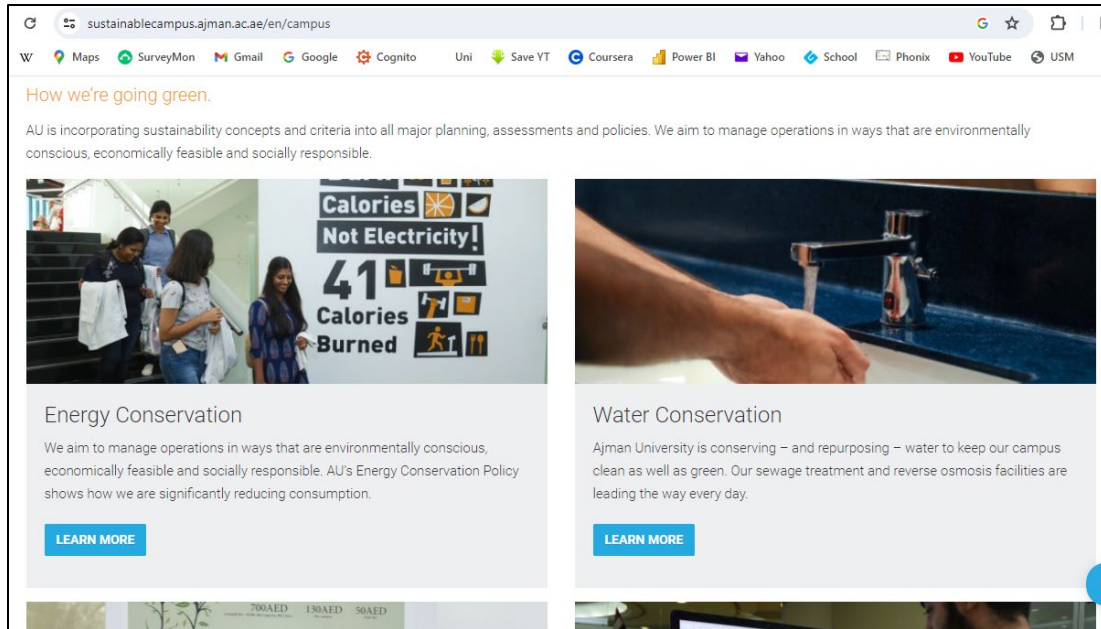 sustainablecampus.ajman.ac.ae/en/campus
W Maps SurveyMon Gmail Google Cognito Uni Save YT Coursera Power BI Yahoo School Phonix YouTube USM
How we're going green.
AU is incorporating sustainability concepts and criteria into all major planning, assessments and policies. We aim to manage operations in ways that are environmentally
conscious, economically feasible and socially responsible.
Calories
Not Electricity!
41
Calories
Burned
Energy Conservation
We aim to manage operations in ways that are environmentally conscious,
economically feasible and socially responsible. AU's Energy Conservation Policy
shows how we are significantly reducing consumption.
LEARN MORE
Water Conservation
Ajman University is conserving – and repurposing – water to keep our campus
clean as well as green. Our sewage treatment and reverse osmosis facilities are
leading the way every day.
LEARN MORE
700AED 130AED 50AED